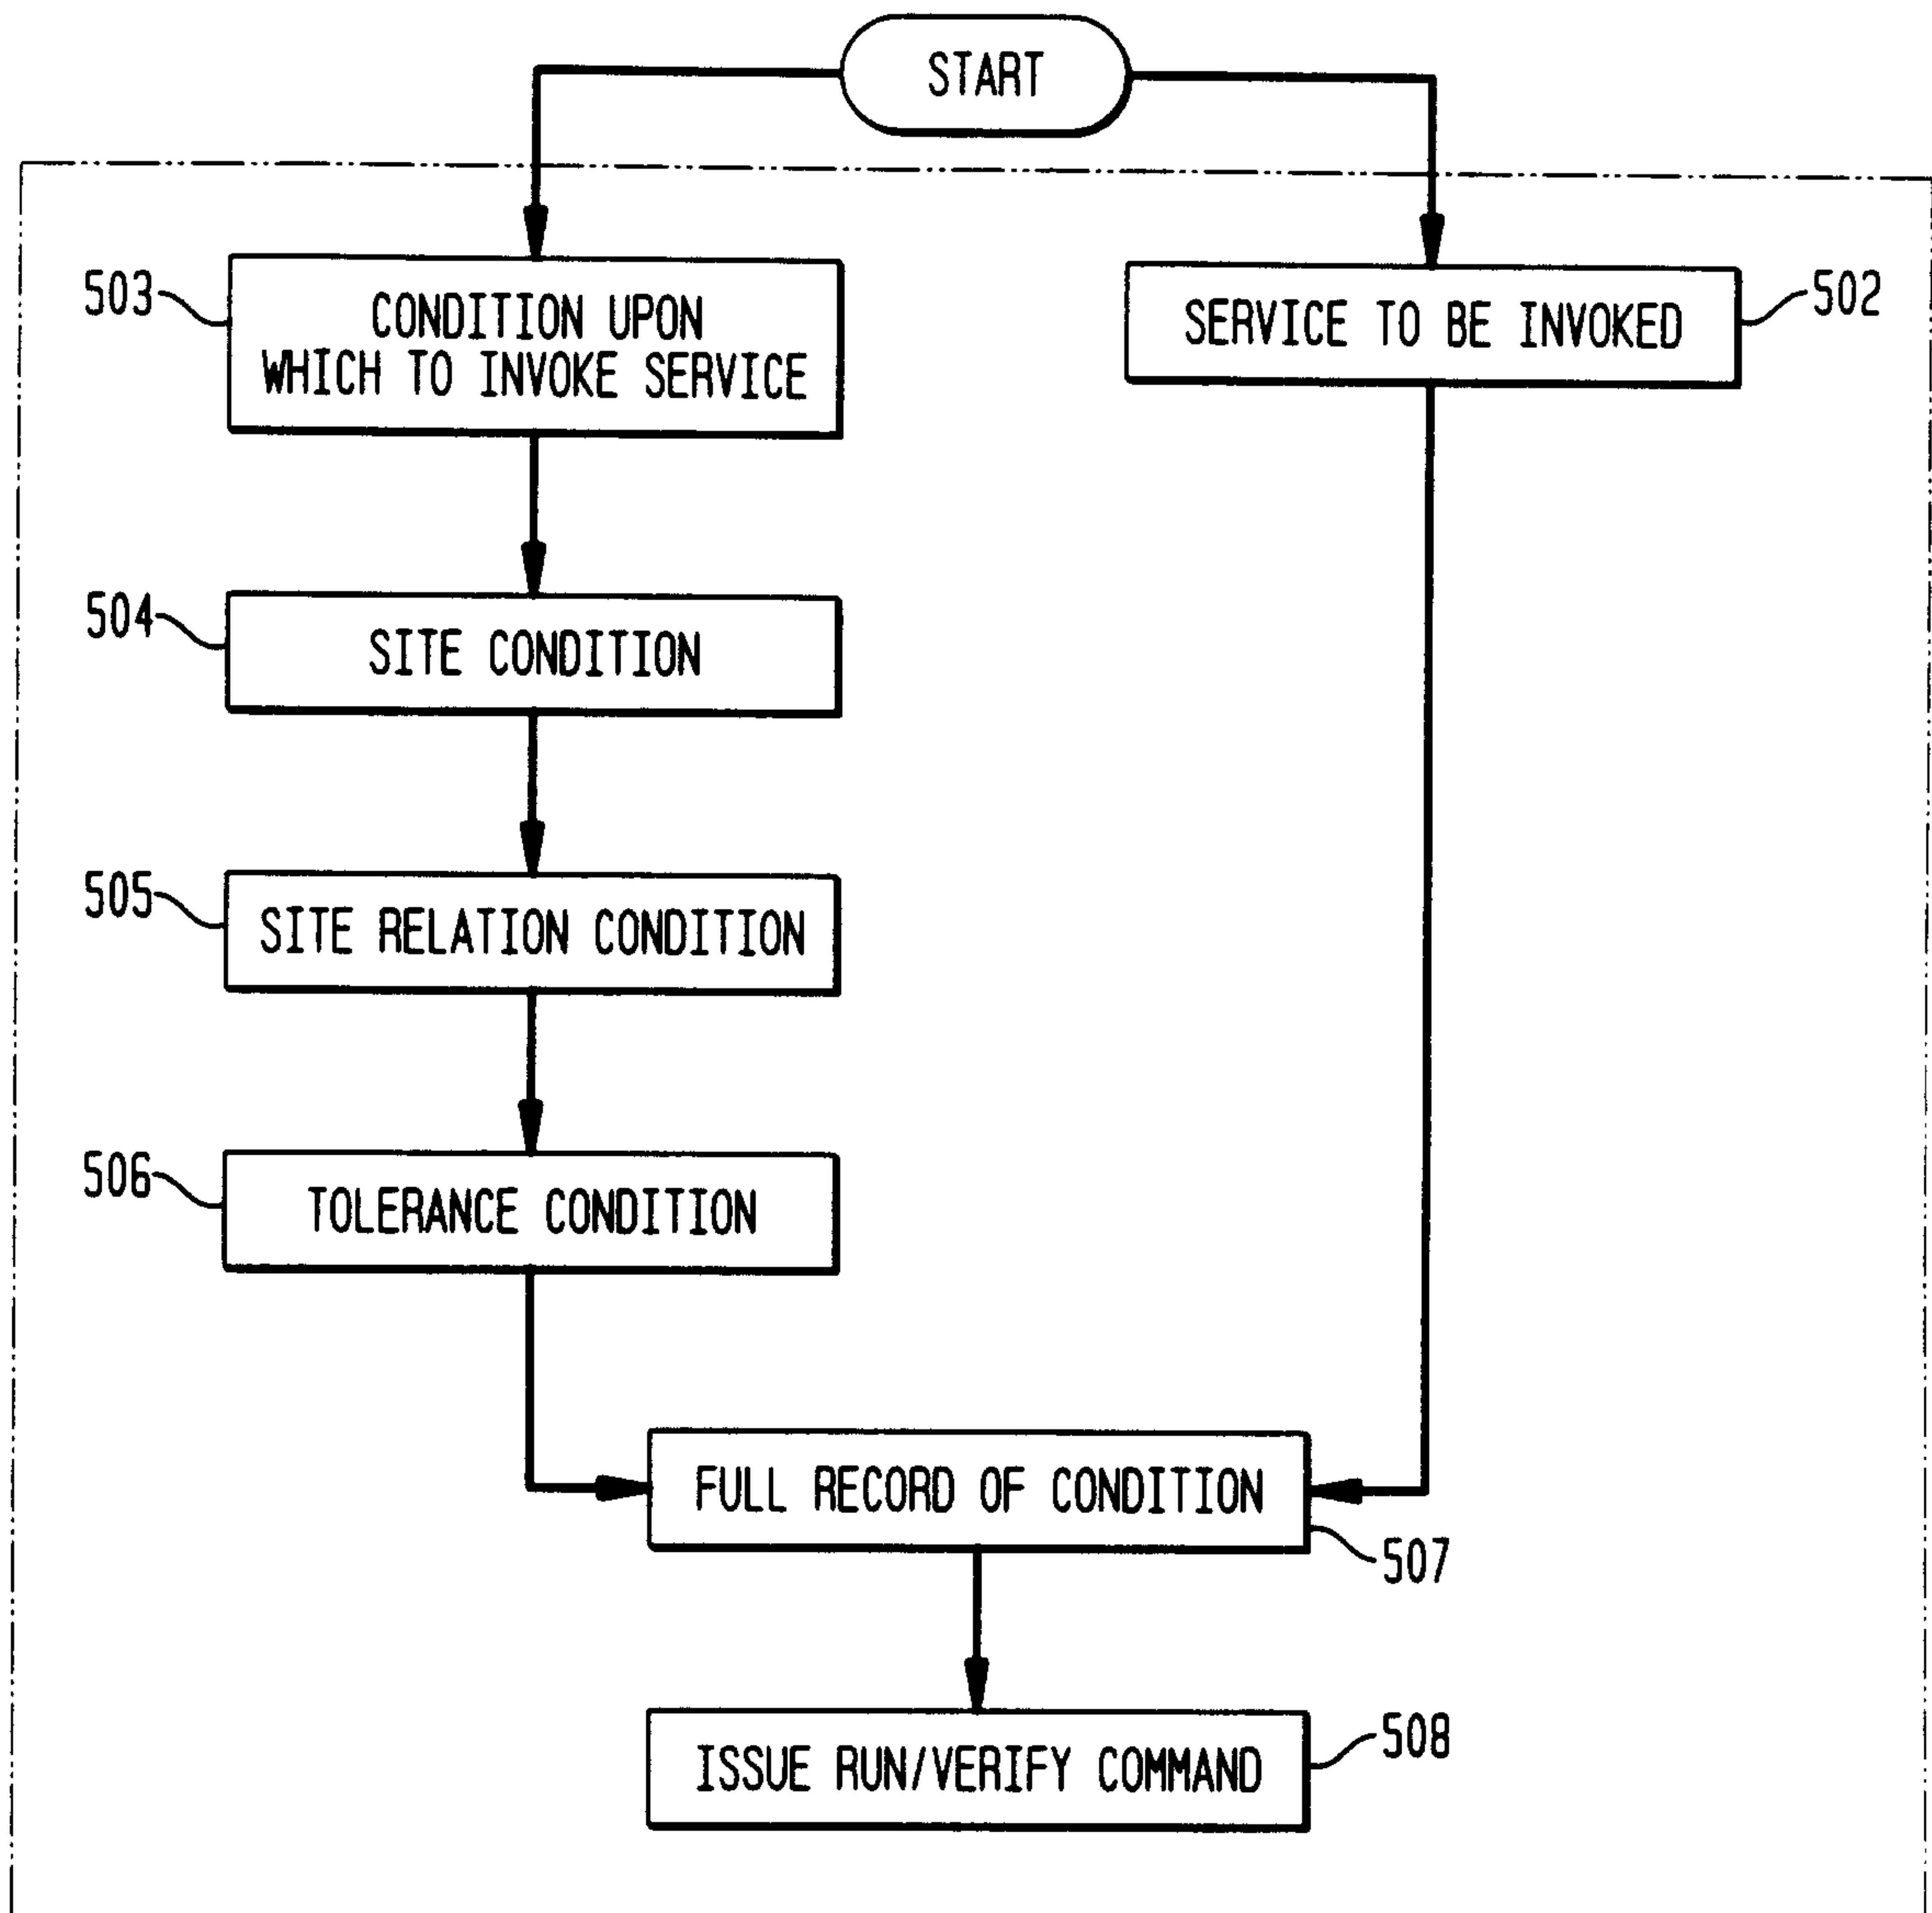 START
503
CONDITION UPON
WHICH TO INVOKE SERVICE
SERVICE TO BE INVOKED
502
504
SITE CONDITION
505
SITE RELATION CONDITION
506
TOLERANCE CONDITION
FULL RECORD OF CONDITION
507
ISSUE RUN/VERIFY COMMAND
508